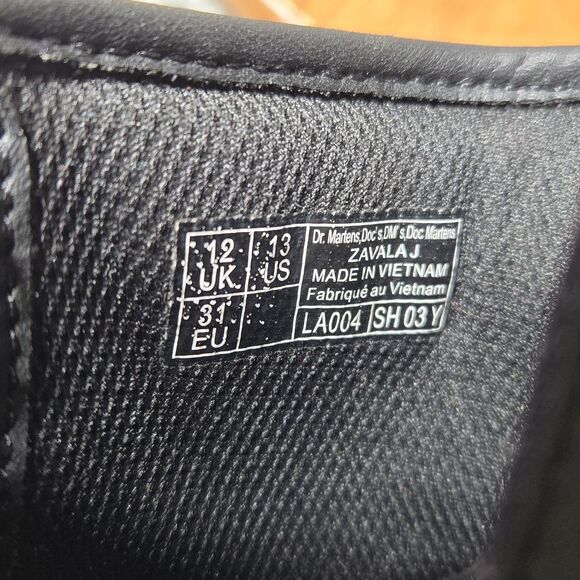 12 UK
13 US
31 EU
Dr. Martens,Doc's,DM's,Doc Martens
ZAVALA J
MADE IN VIETNAM
Fabriqué au Vietnam
LA004 SH 03 Y